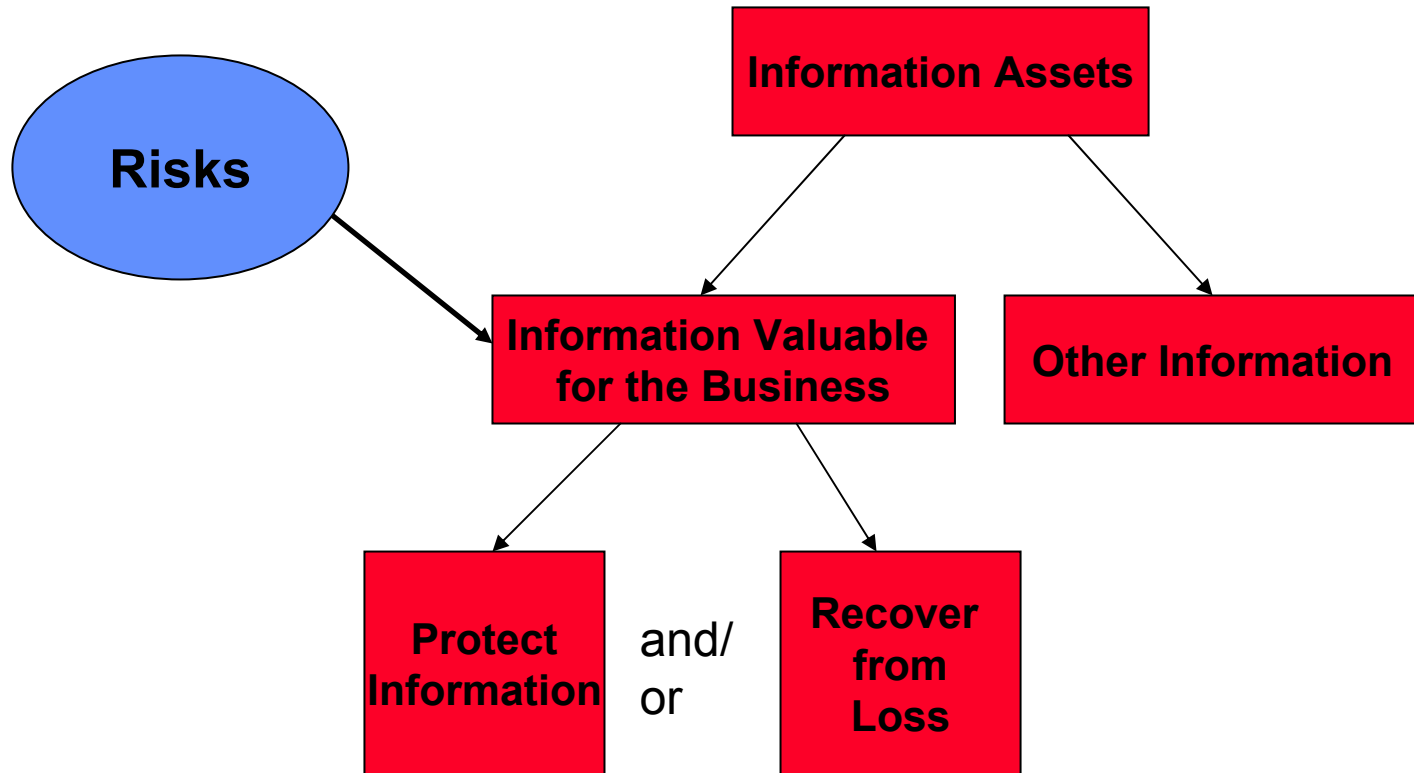 Information Assets
Risks
Information Valuable
for the Business
Other Information
Protect
Information
and/
or
Recover
from
Loss